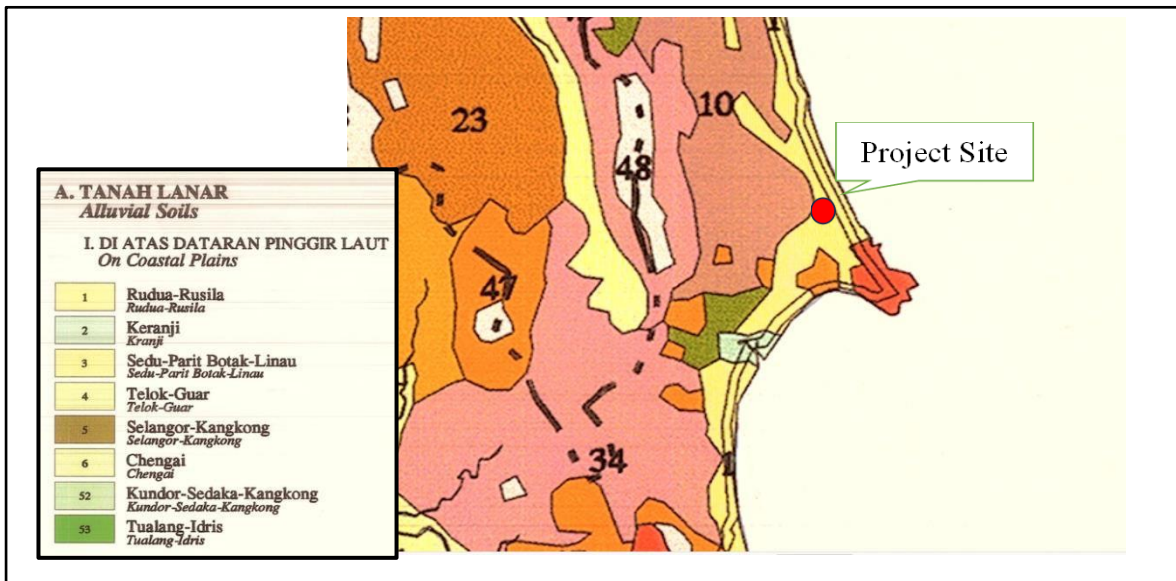 23
10
48
47
34
1
1
Project Site
A. TANAH LANAR
Alluvial Soils
I. DI ATAS DATARAN PINGGIR LAUT
On Coastal Plains
1 Rudua-Rusila
Rudua-Rusila
2 Keranji
Kranji
3 Sedu-Parit Botak-Linau
Sedu-Parit Botak-Linau
4 Telok-Guar
Telok-Guar
5 Selangor-Kangkong
Selangor-Kangkong
6 Chengai
Chengai
52 Kundor-Sedaka-Kangkong
Kundor-Sedaka-Kangkong
53 Tualang-Idris
Tualang-Idris